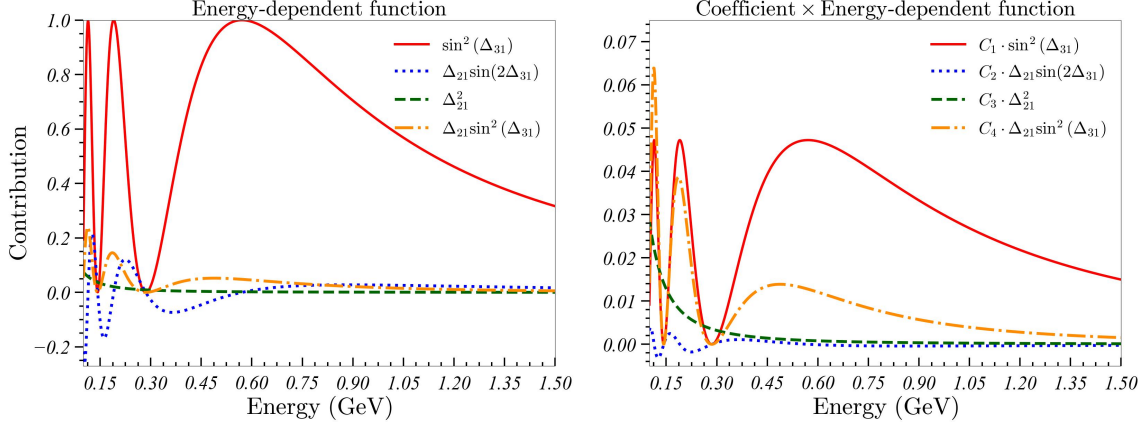 Energy-dependent function
Contribution
1.0
0.8
0.6
0.4
0.2
0.0
−0.2
sin² (Δ₃₁)
Δ₂₁sin(2Δ₃₁)
Δ²₂₁
Δ₂₁sin² (Δ₃₁)
0.15 0.30 0.45 0.60 0.75 0.90 1.05 1.20 1.35 1.50
Energy (GeV)
Coefficient × Energy-dependent function
0.07
0.06
0.05
0.04
0.03
0.02
0.01
0.00
C₁ · sin² (Δ₃₁)
C₂ · Δ₂₁sin(2Δ₃₁)
C₃ · Δ²₂₁
C₄ · Δ₂₁sin² (Δ₃₁)
0.15 0.30 0.45 0.60 0.75 0.90 1.05 1.20 1.35 1.50
Energy (GeV)